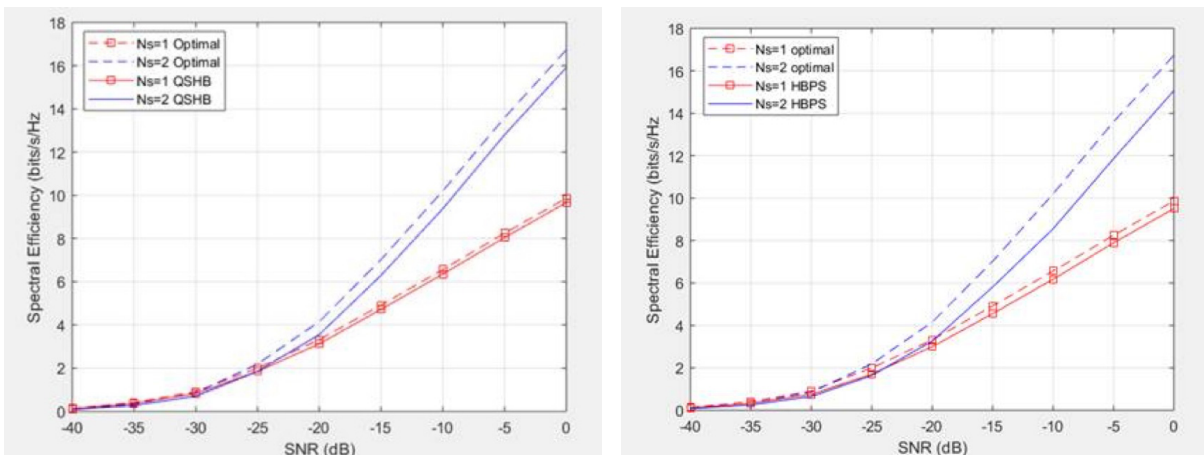 18
16
14
12
10
8
6
4
2
0
Spectral Efficiency (bits/s/Hz)
Ns=1 Optimal
Ns=2 Optimal
Ns=1 QSHB
Ns=2 QSHB
-40 -35 -30 -25 -20 -15 -10 -5 0
SNR (dB)
18
16
14
12
10
8
6
4
2
0
Spectral Efficiency (bits/s/Hz)
Ns=1 optimal
Ns=2 optimal
Ns=1 HBPS
Ns=2 HBPS
-40 -35 -30 -25 -20 -15 -10 -5 0
SNR (dB)